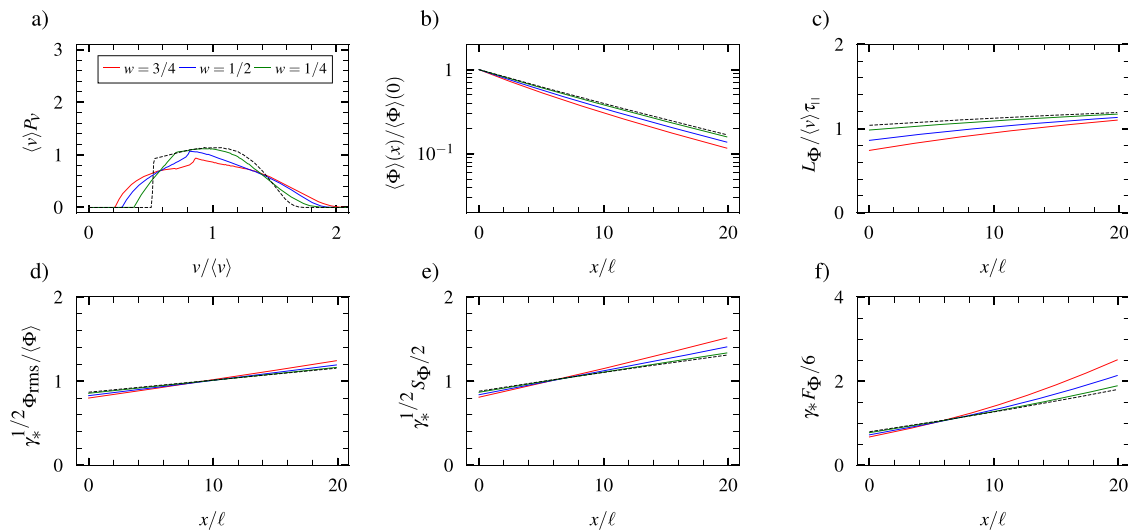 a)
⟨v⟩P_v
3
2
1
0
w = 3/4 w = 1/2 w = 1/4
0 1 2
v/⟨v⟩
b)
⟨Φ⟩(x)/⟨Φ⟩(0)
1
10⁻¹
0 10 20
x/ℓ
c)
L_Φ/⟨v⟩τ_∥
2
1
0
0 10 20
x/ℓ
d)
γ_*^{1/2} Φ_rms/⟨Φ⟩
2
1
0
0 10 20
x/ℓ
e)
γ_*^{1/2} S_Φ/2
2
1
0
0 10 20
x/ℓ
f)
γ_* F_Φ/6
4
2
0
0 10 20
x/ℓ